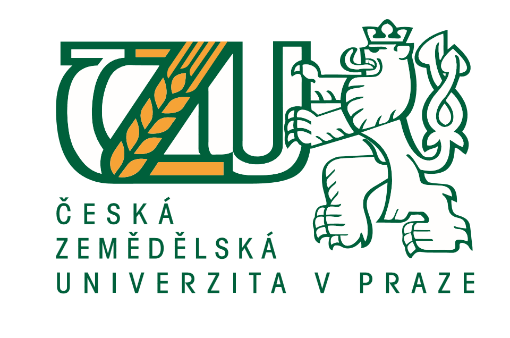 ČZU
ČESKÁ
ZEMĚDĚLSKÁ
UNIVERZITA V PRAZE